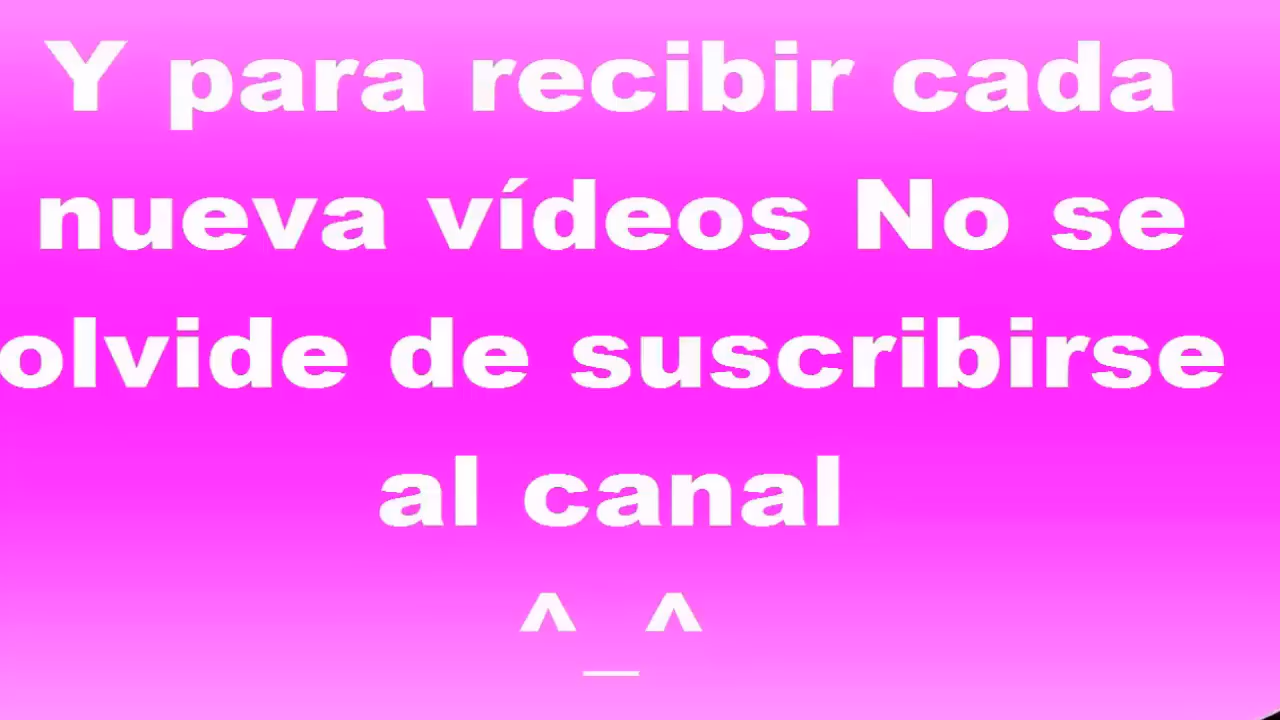 Y para recibir cada
nueva vídeos No se
olvide de suscribirse
al canal
^_^